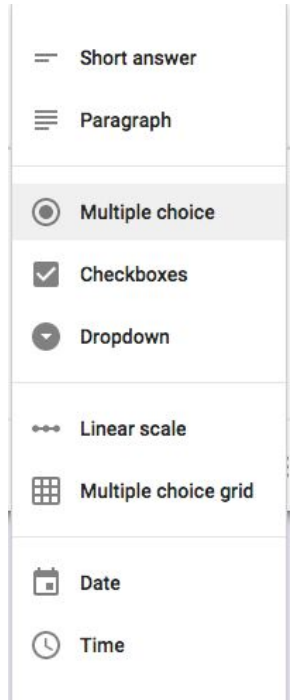 Short answer
Paragraph
Multiple choice
Checkboxes
Dropdown
Linear scale
Multiple choice grid
Date
Time